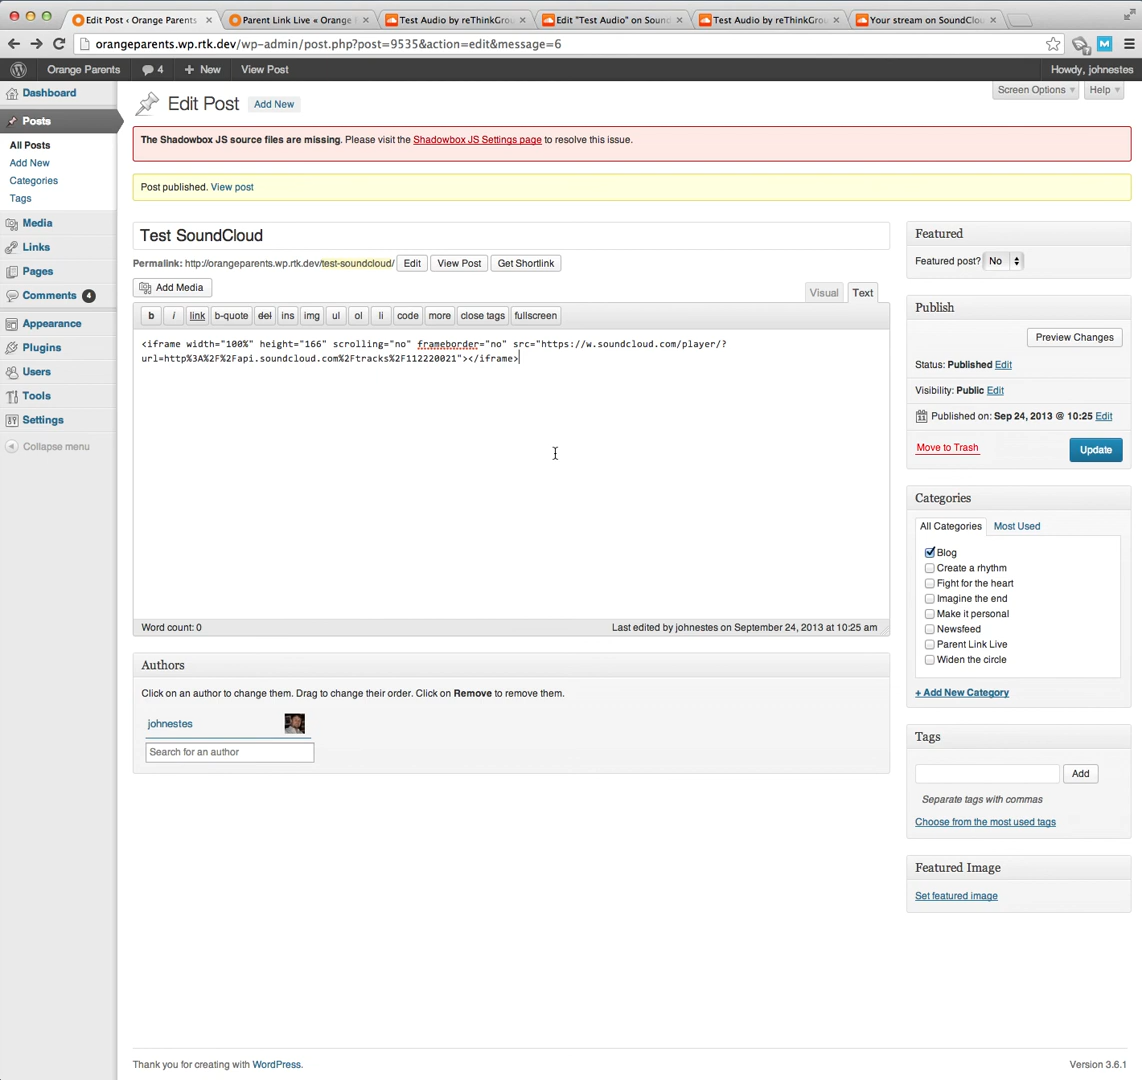 Edit Post ‹ Orange Parents
Parent Link Live « Orange
Test Audio by reThinkGrou
Edit "Test Audio" on Soun
Test Audio by reThinkGrou
Your stream on SoundClou
orangeparents.wp.rtk.dev/wp-admin/post.php?post=9535&action=edit&message=6
Orange Parents
4
+ New
View Post
Howdy, johnestes
Dashboard
Posts
All Posts
Add New
Categories
Tags
Media
Links
Pages
Comments 4
Appearance
Plugins
Users
Tools
Settings
Collapse menu
Edit Post Add New
Screen Options
Help
The Shadowbox JS source files are missing. Please visit the Shadowbox JS Settings page to resolve this issue.
Post published. View post
Test SoundCloud
Permalink: http://orangeparents.wp.rtk.dev/test-soundcloud/ Edit View Post Get Shortlink
Add Media
Visual Text
b i link b-quote del ins img ul ol li code more close tags fullscreen
<iframe width="100%" height="166" scrolling="no" frameborder="no" src="https://w.soundcloud.com/player/?
url=http%3A%2F%2Fapi.soundcloud.com%2Ftracks%2F112220021"></iframe>
Word count: 0
Last edited by johnestes on September 24, 2013 at 10:25 am
Authors
Click on an author to change them. Drag to change their order. Click on Remove to remove them.
johnestes
Search for an author
Featured
Featured post? No
Publish
Preview Changes
Status: Published Edit
Visibility: Public Edit
Published on: Sep 24, 2013 @ 10:25 Edit
Move to Trash
Update
Categories
All Categories Most Used
Blog
Create a rhythm
Fight for the heart
Imagine the end
Make it personal
Newsfeed
Parent Link Live
Widen the circle
+ Add New Category
Tags
Add
Separate tags with commas
Choose from the most used tags
Featured Image
Set featured image
Thank you for creating with WordPress.
Version 3.6.1